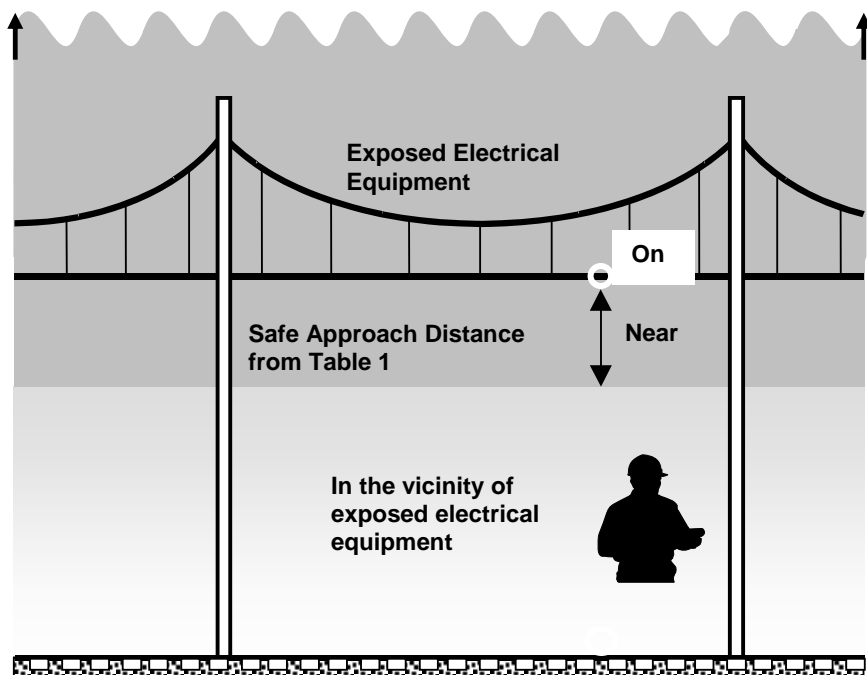 Exposed Electrical
Equipment
On
Safe Approach Distance
from Table 1
Near
In the vicinity of
exposed electrical
equipment